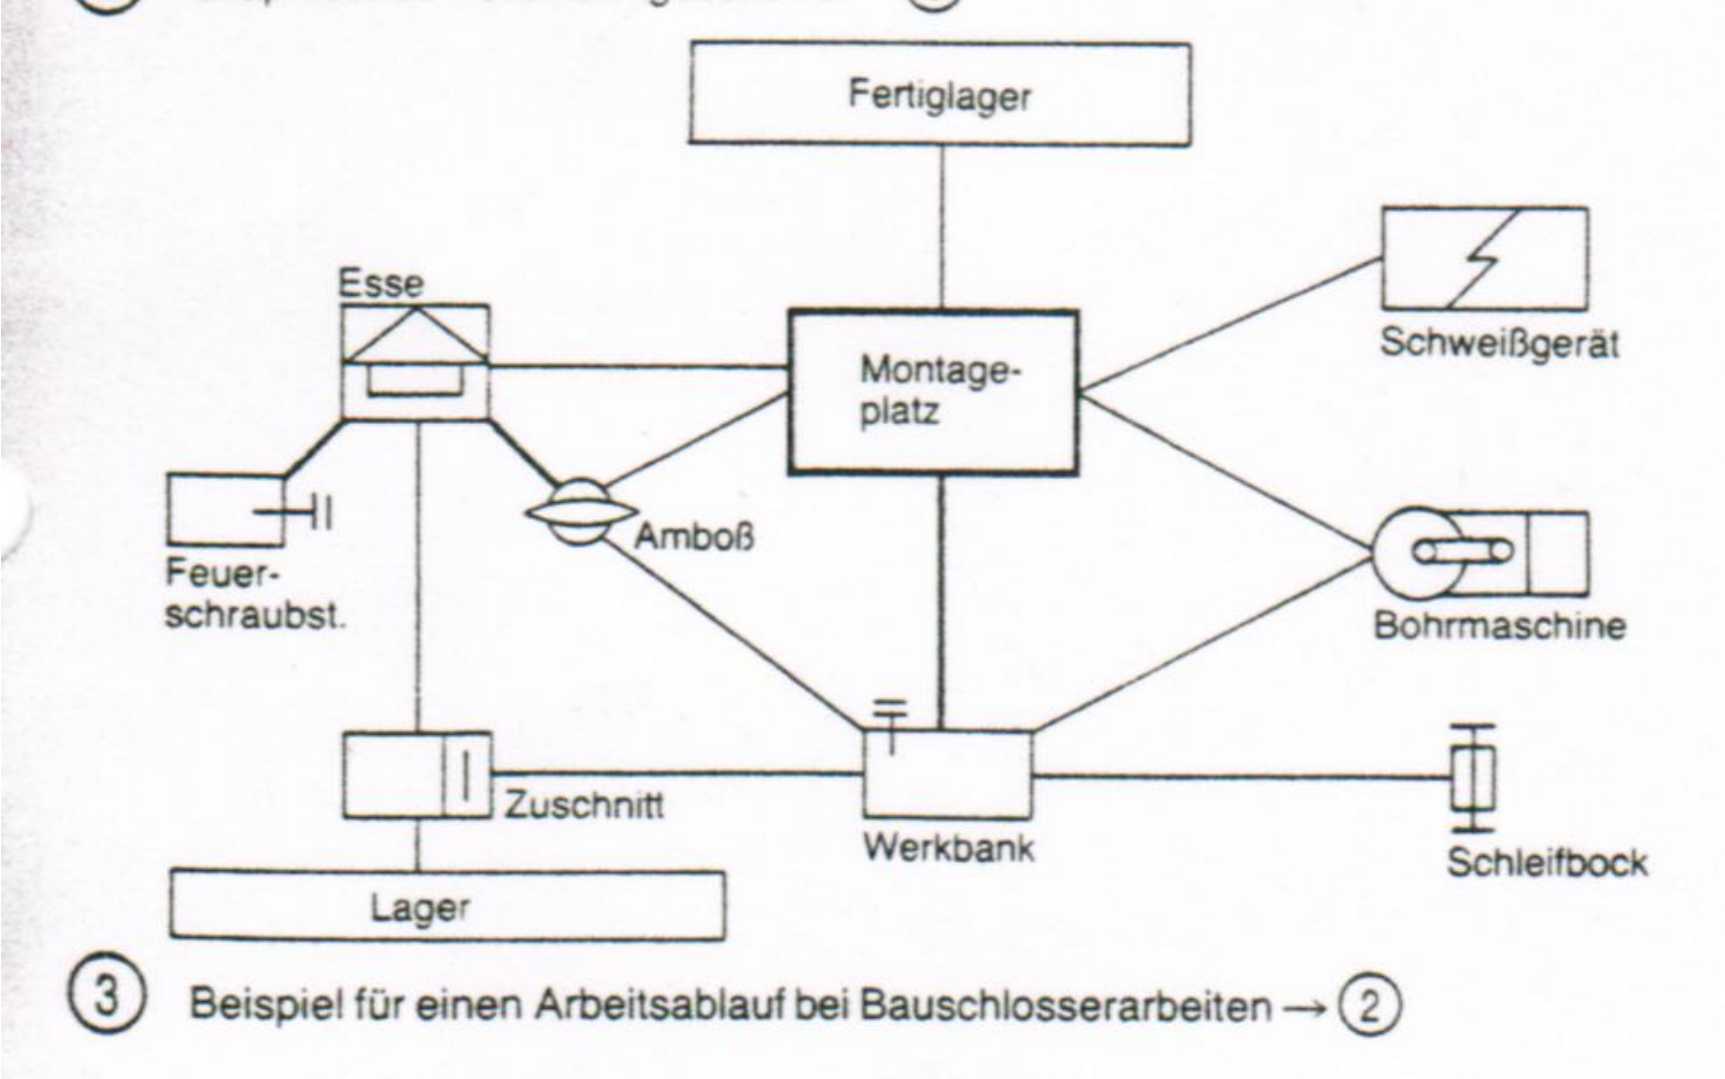 Fertiglager
Esse
Montage-
platz
Schweißgerät
Amboß
Feuer-
schraubst.
Bohrmaschine
Zuschnitt
Werkbank
Schleifbock
Lager
3 Beispiel für einen Arbeitsablauf bei Bauschlosserarbeiten → 2